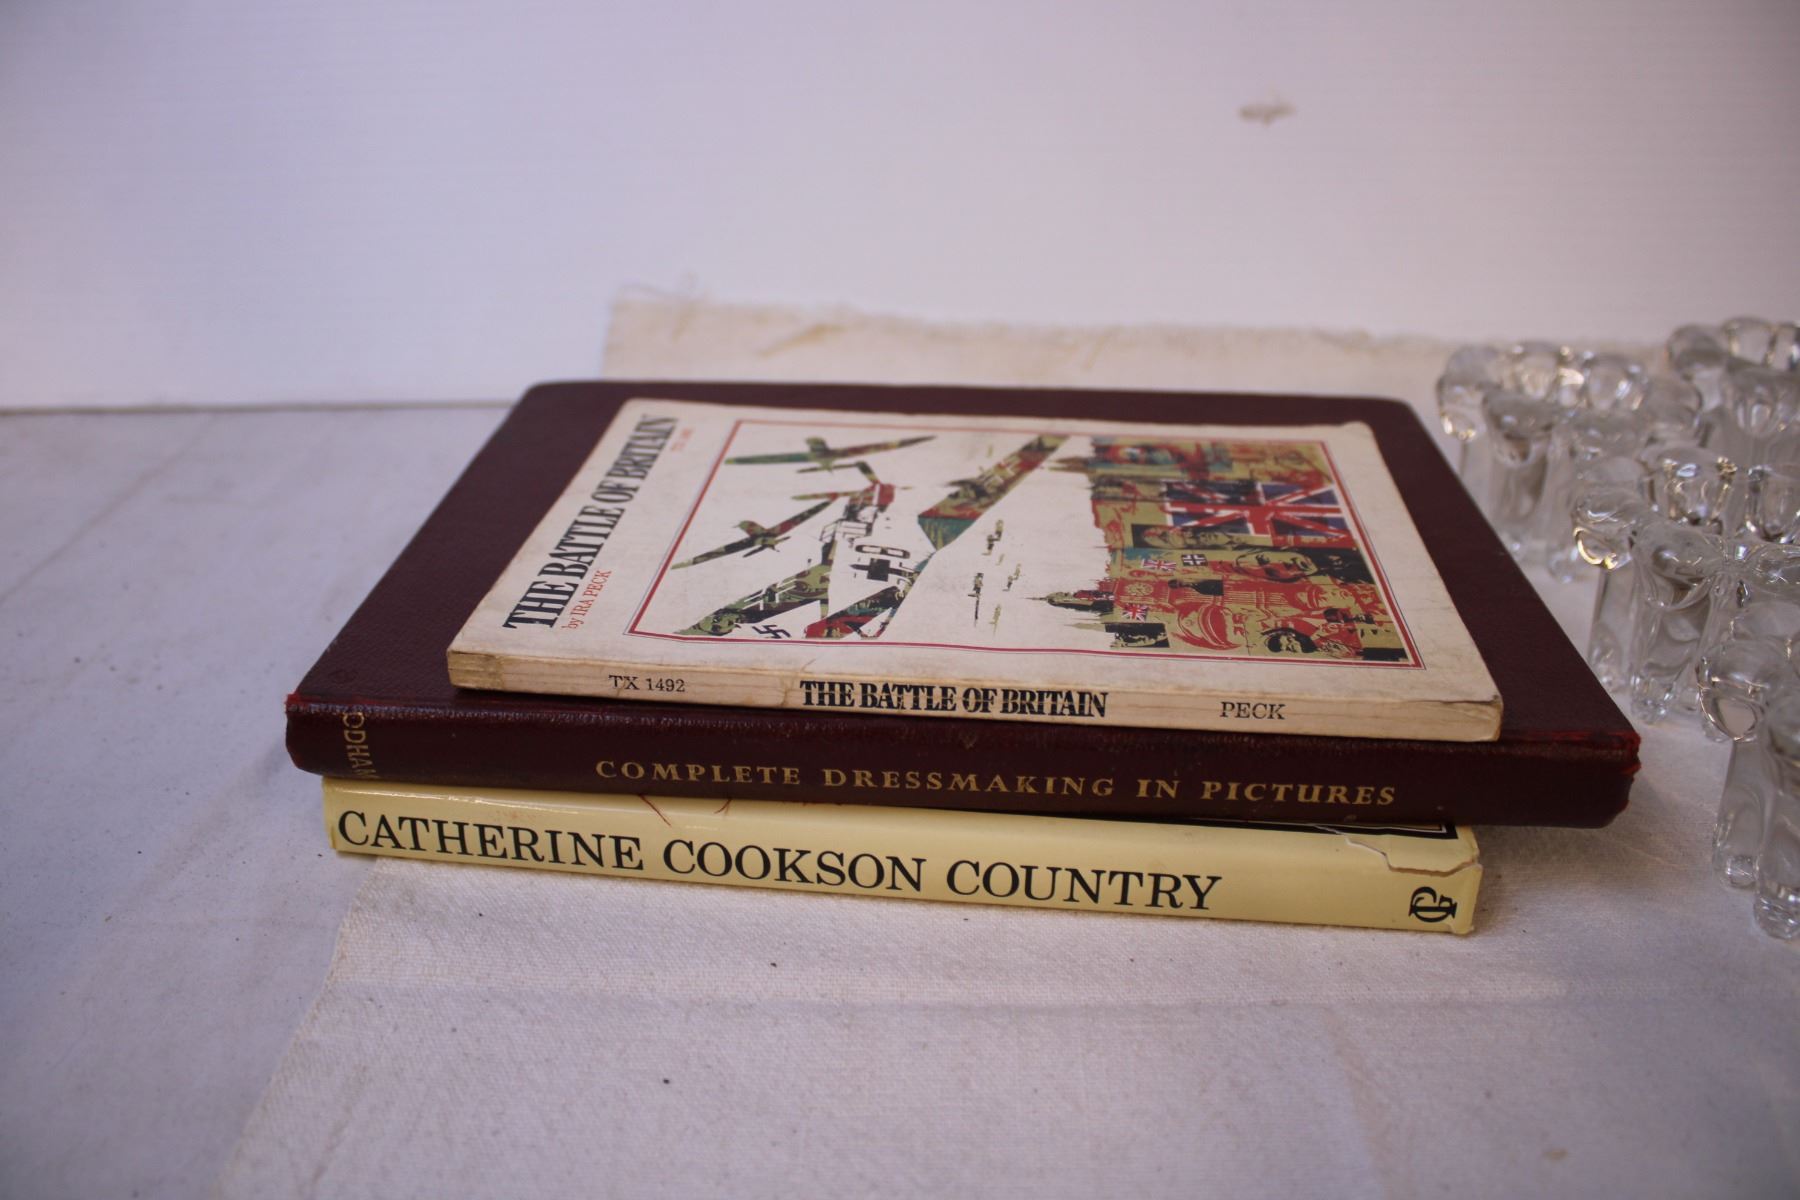 THE BATTLE OF BRITAIN
by IRA PECK
TX 1492 THE BATTLE OF BRITAIN PECK
ODHAM COMPLETE DRESSMAKING IN PICTURES
CATHERINE COOKSON COUNTRY